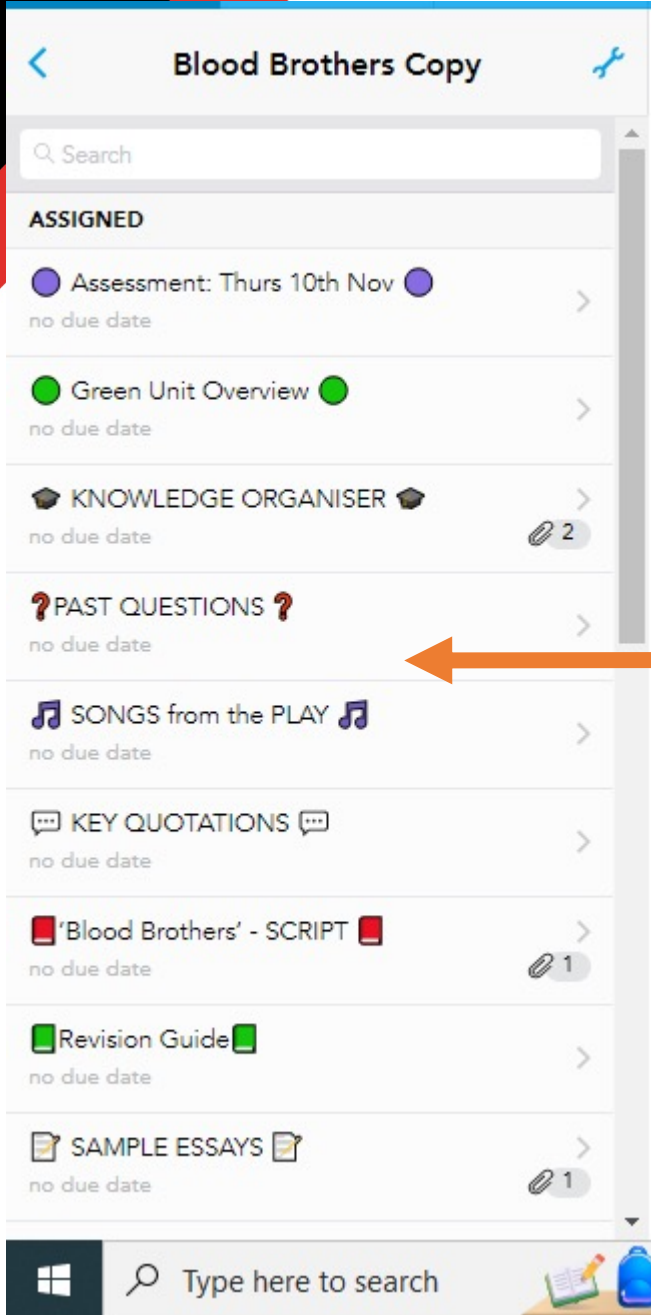 Blood Brothers Copy
Search
ASSIGNED
Assessment: Thurs 10th Nov
no due date
Green Unit Overview
no due date
KNOWLEDGE ORGANISER
no due date
2
❓PAST QUESTIONS ❓
no due date
SONGS from the PLAY
no due date
KEY QUOTATIONS
no due date
'Blood Brothers' - SCRIPT
no due date
1
Revision Guide
no due date
SAMPLE ESSAYS
no due date
1
Type here to search